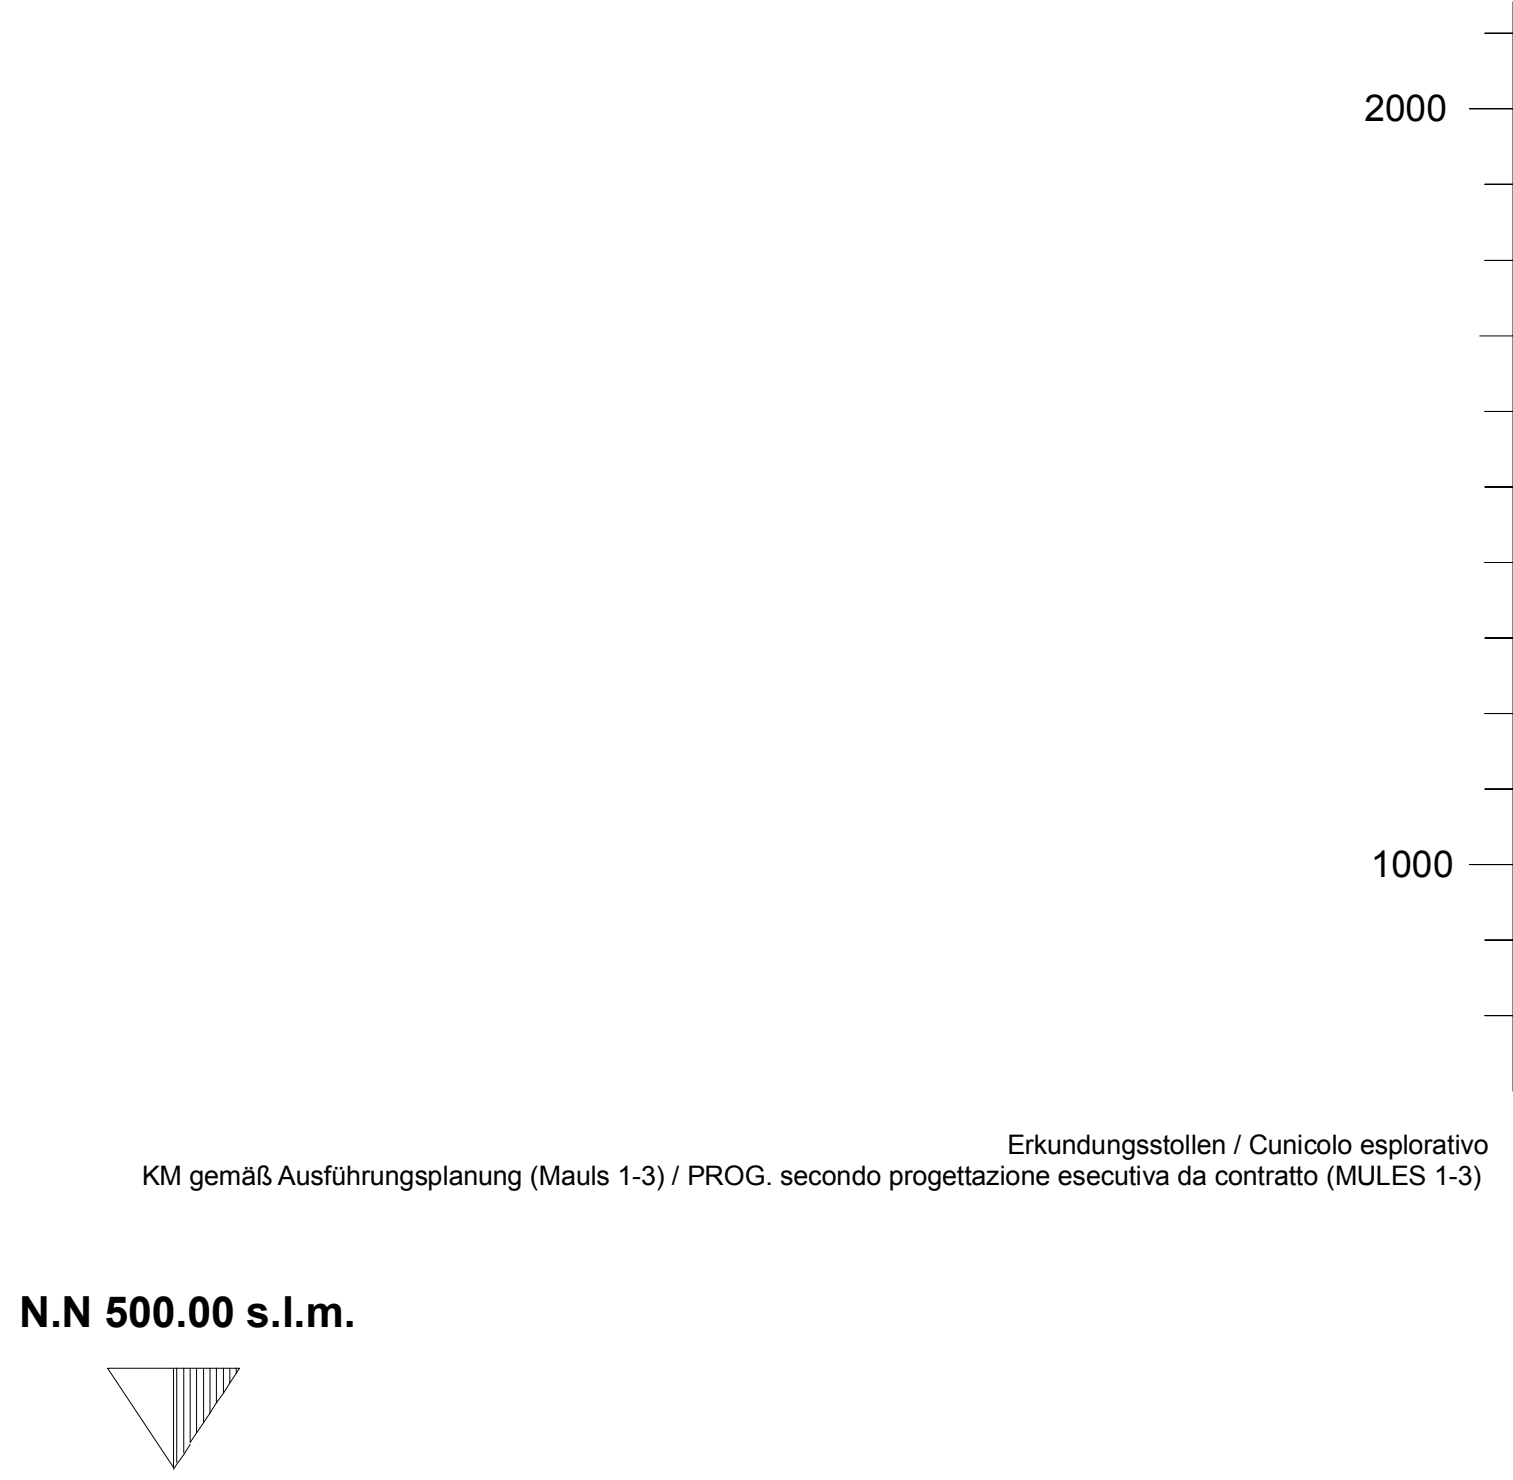 2000
1000
Erkundungsstollen / Cunicolo esplorativo
KM gemäß Ausführungsplanung (Mauls 1-3) / PROG. secondo progettazione esecutiva da contratto (MULES 1-3)
N.N 500.00 s.l.m.